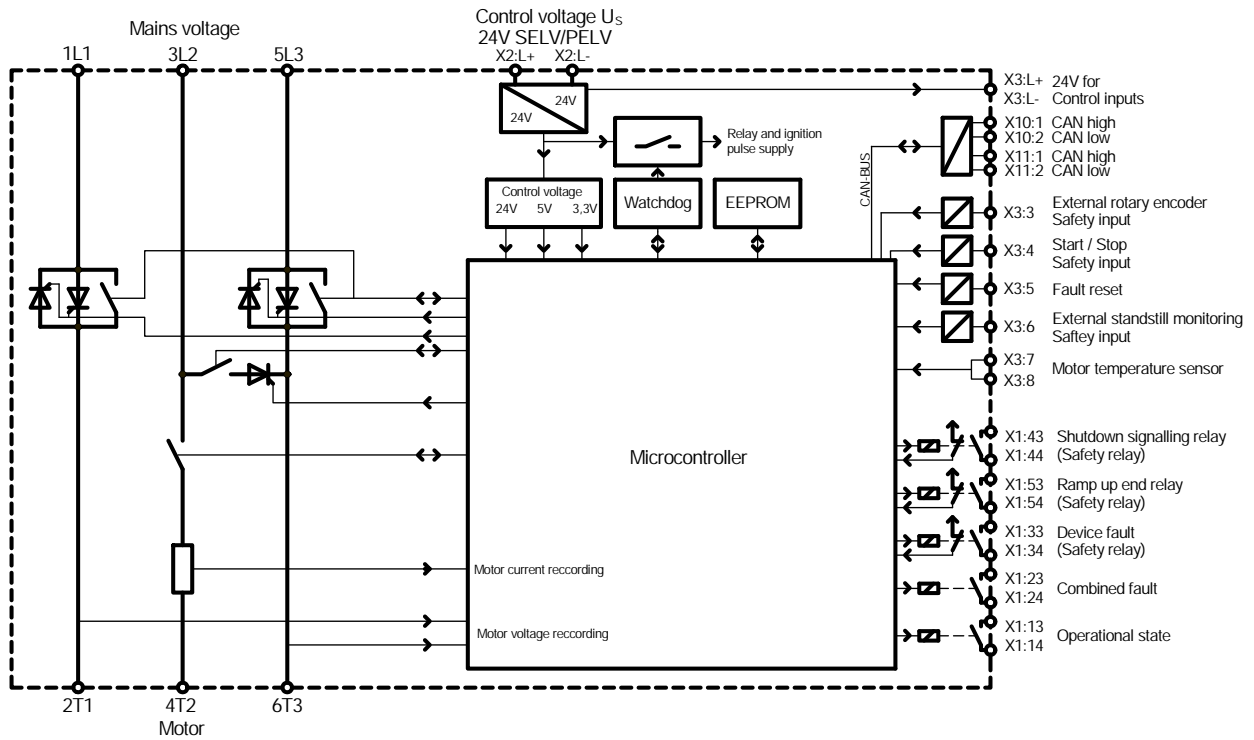 Mains voltage
1L1
3L2
5L3
Control voltage US
24V SELV/PELV
X2:L+ X2:L-
24V
24V
Relay and ignition
pulse supply
Control voltage
24V 5V 3,3V
Watchdog
EEPROM
CAN-BUS
X3:L+ 24V for
X3:L- Control inputs
X10:1 CAN high
X10:2 CAN low
X11:1 CAN high
X11:2 CAN low
X3:3 External rotary encoder
Safety input
X3:4 Start / Stop
Safety input
X3:5 Fault reset
X3:6 External standstill monitoring
Saftey input
X3:7
X3:8
Motor temperature sensor
Microcontroller
X1:43 Shutdown signalling relay
X1:44 (Safety relay)
X1:53 Ramp up end relay
X1:54 (Safety relay)
X1:33 Device fault
X1:34 (Safety relay)
X1:23
X1:24
Combined fault
X1:13
X1:14
Operational state
Motor current reccording
Motor voltage reccording
2T1
4T2
6T3
Motor